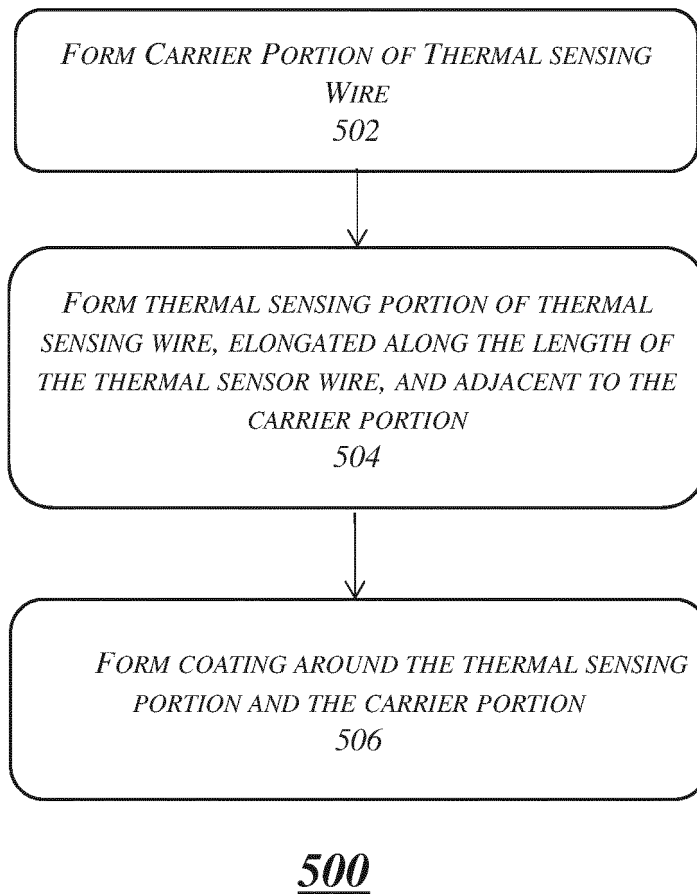 FORM CARRIER PORTION OF THERMAL SENSING
WIRE
502
FORM THERMAL SENSING PORTION OF THERMAL
SENSING WIRE, ELONGATED ALONG THE LENGTH OF
THE THERMAL SENSOR WIRE, AND ADJACENT TO THE
CARRIER PORTION
504
FORM COATING AROUND THE THERMAL SENSING
PORTION AND THE CARRIER PORTION
506
500